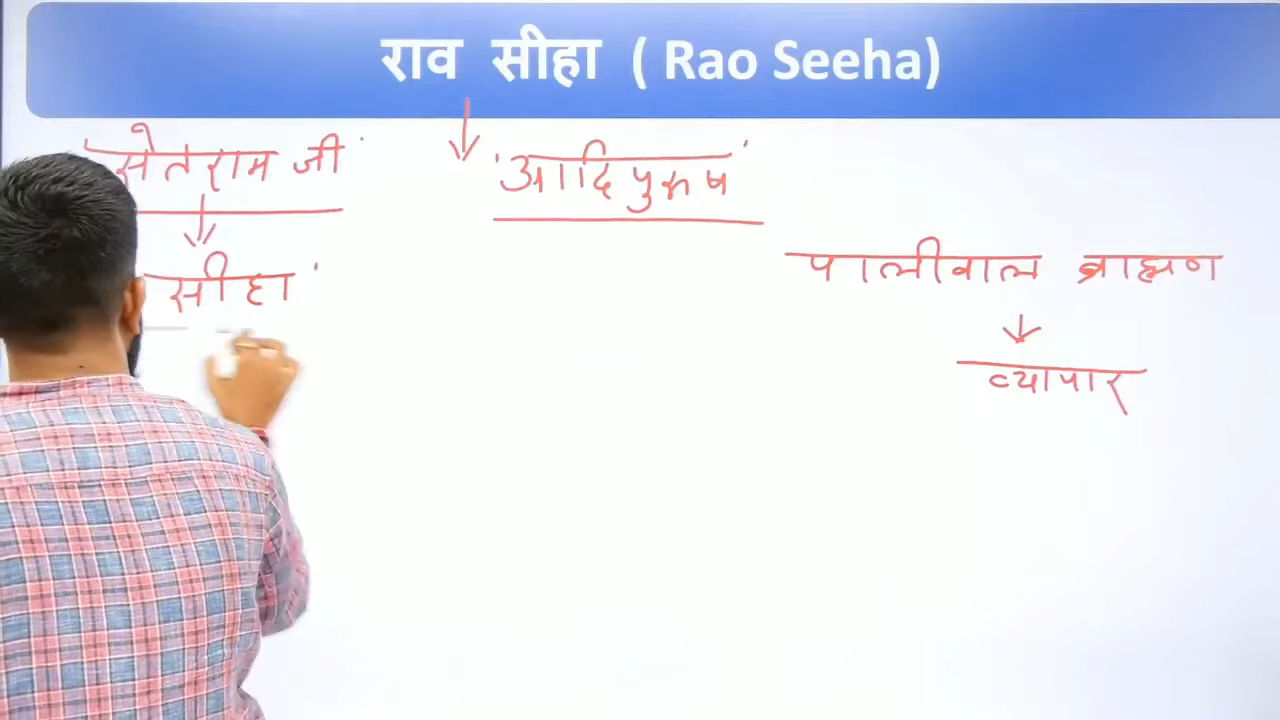 राव सीहा ( Rao Seeha)
सेतराम जी
↓
'आदिपुरुष'
↓
सीहा
पालीवाल ब्राह्मण
↓
व्यापार